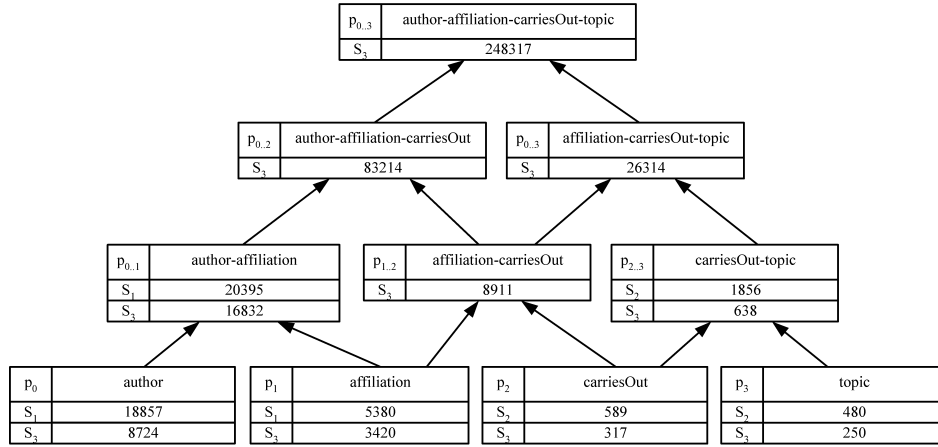 p0..3 author-affiliation-carriesOut-topic
S3 248317
p0..2 author-affiliation-carriesOut
S3 83214
p0..3 affiliation-carriesOut-topic
S3 26314
p0..1 author-affiliation
S1 20395
S3 16832
p1..2 affiliation-carriesOut
S3 8911
p2..3 carriesOut-topic
S2 1856
S3 638
p0 author
S1 18857
S3 8724
p1 affiliation
S1 5380
S3 3420
p2 carriesOut
S2 589
S3 317
p3 topic
S2 480
S3 250